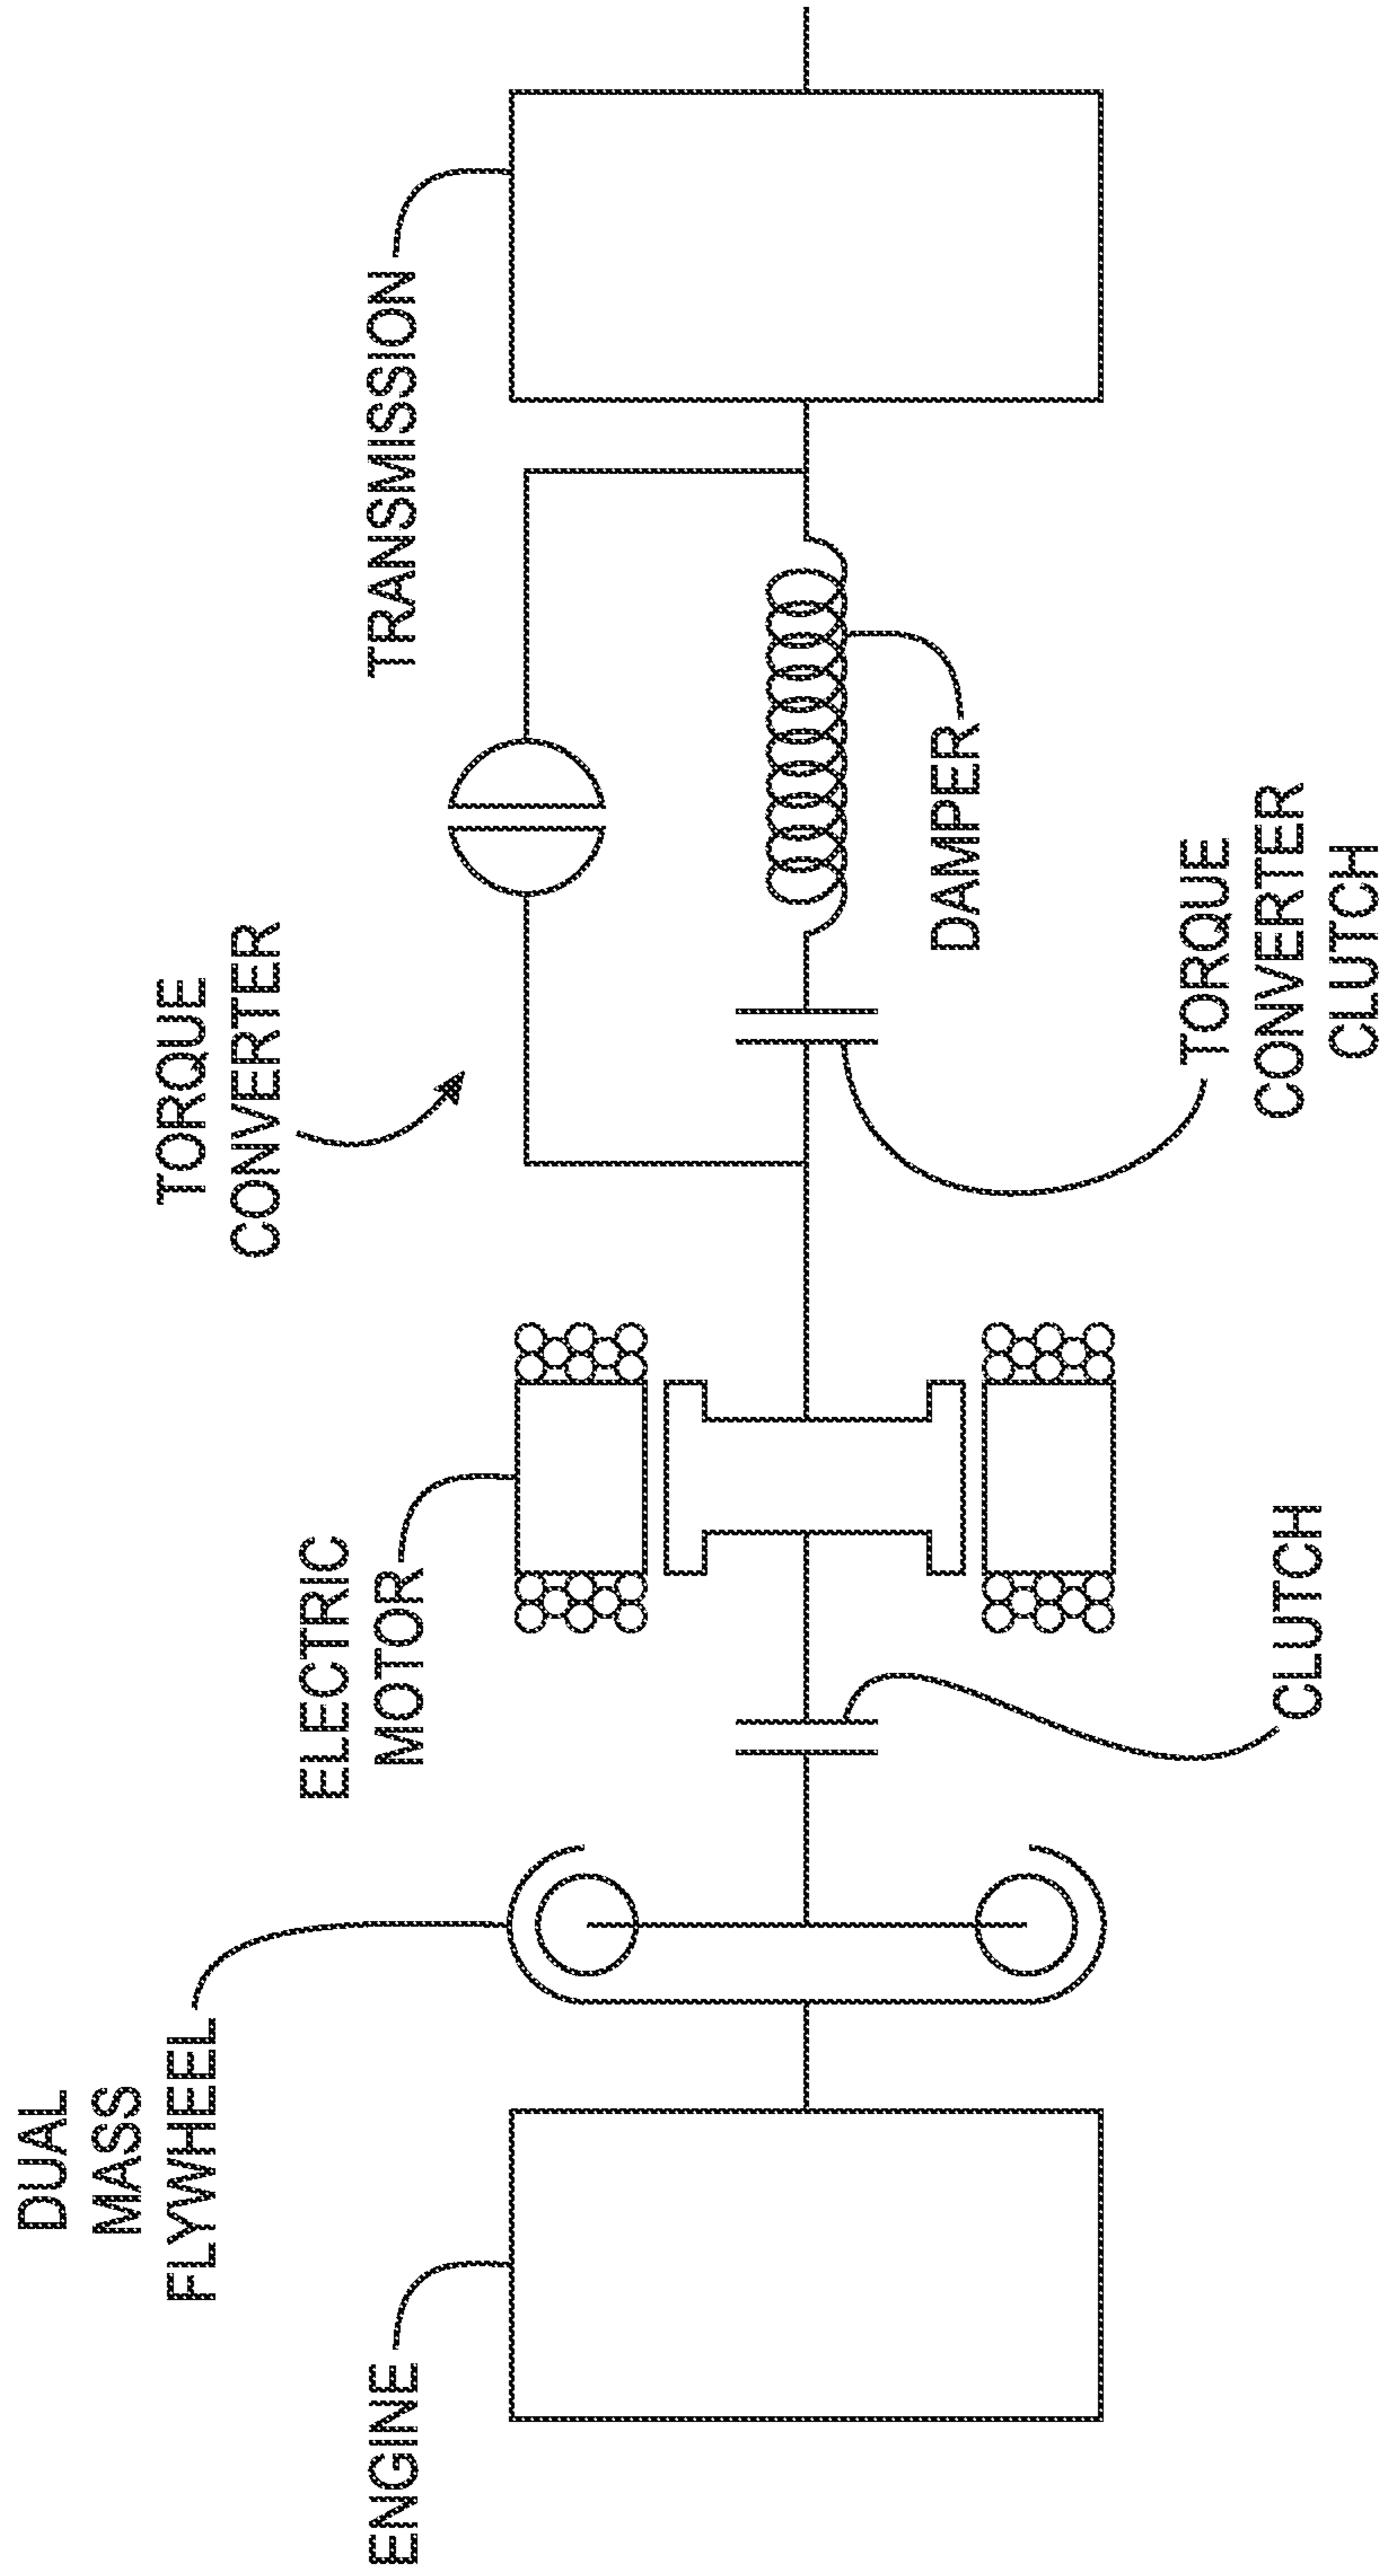 DUAL
MASS
FLYWHEEL
ENGINE
ELECTRIC
MOTOR
CLUTCH
TORQUE
CONVERTER
TORQUE
CONVERTER
CLUTCH
DAMPER
TRANSMISSION